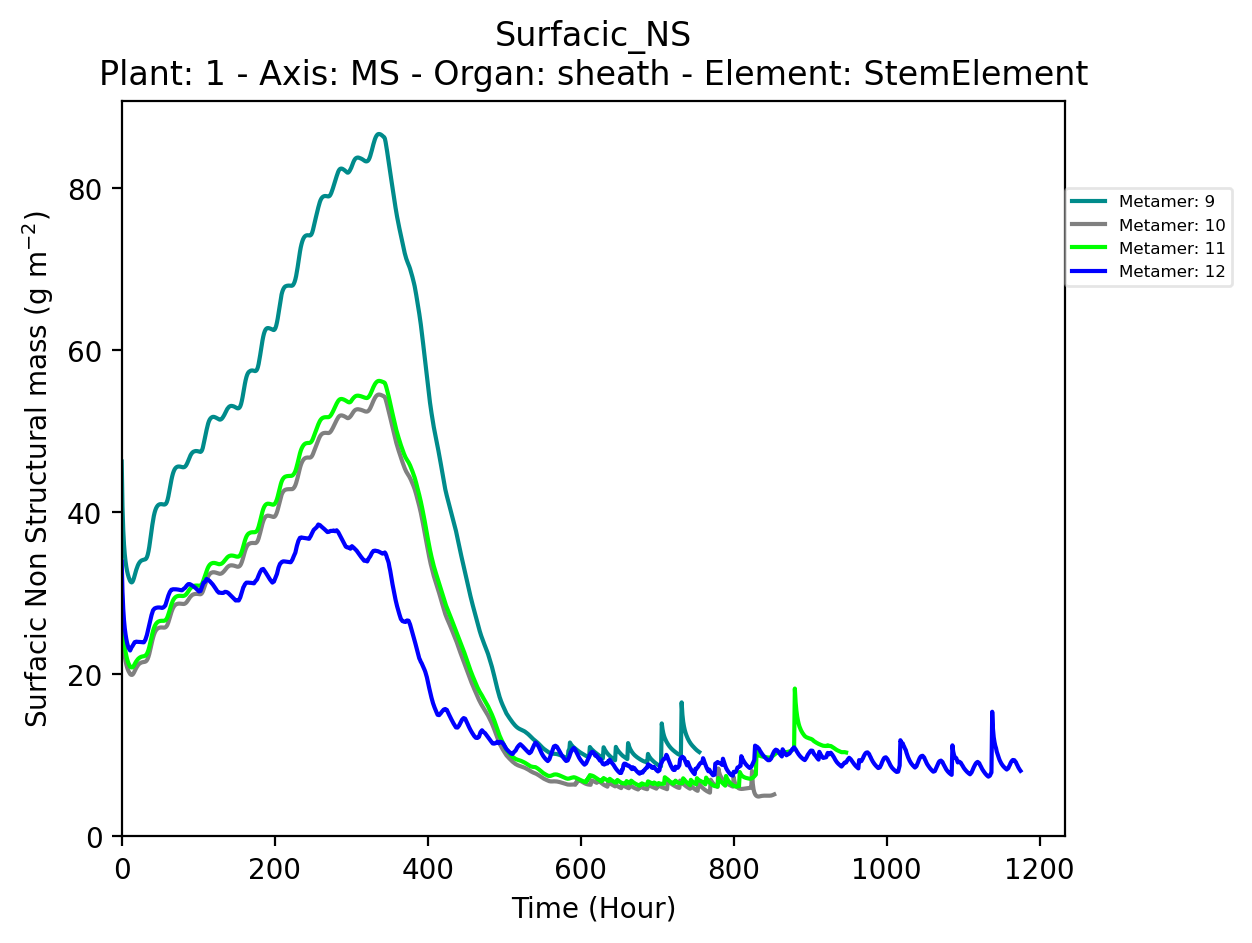 Surfacic_NS
Plant: 1 - Axis: MS - Organ: sheath - Element: StemElement
Surfacic Non Structural mass (g m⁻²)
80
60
40
20
0
0 200 400 600 800 1000 1200
Time (Hour)
Metamer: 9
Metamer: 10
Metamer: 11
Metamer: 12